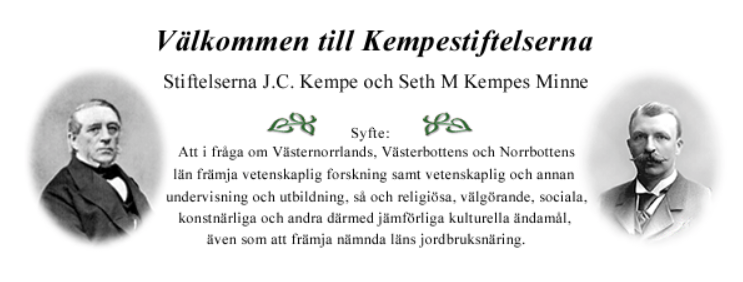 Välkommen till Kempestiftelserna
Stiftelserna J.C. Kempe och Seth M Kempes Minne
Syfte:
Att i fråga om Västernorrlands, Västerbottens och Norrbottens
län främja vetenskaplig forskning samt vetenskaplig och annan
undervisning och utbildning, så och religiösa, välgörande, sociala,
konstnärliga och andra därmed jämförliga kulturella ändamål,
även som att främja nämnda läns jordbruksnäring.